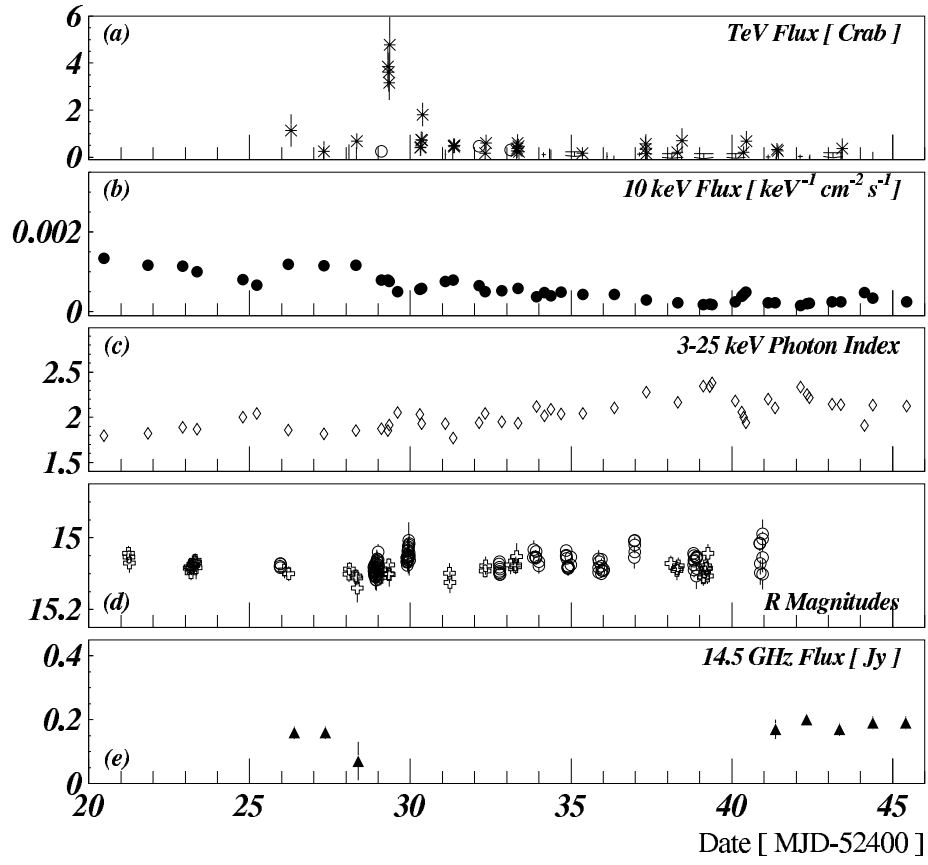 6
(a)
TeV Flux [ Crab ]
4
2
0
(b)
10 keV Flux [ keV⁻¹ cm⁻² s⁻¹ ]
0.002
0
(c)
3-25 keV Photon Index
2.5
2
1.5
15
15.2
(d)
R Magnitudes
0.4
14.5 GHz Flux [ Jy ]
0.2
(e)
0
20 25 30 35 40 45
Date [ MJD-52400 ]